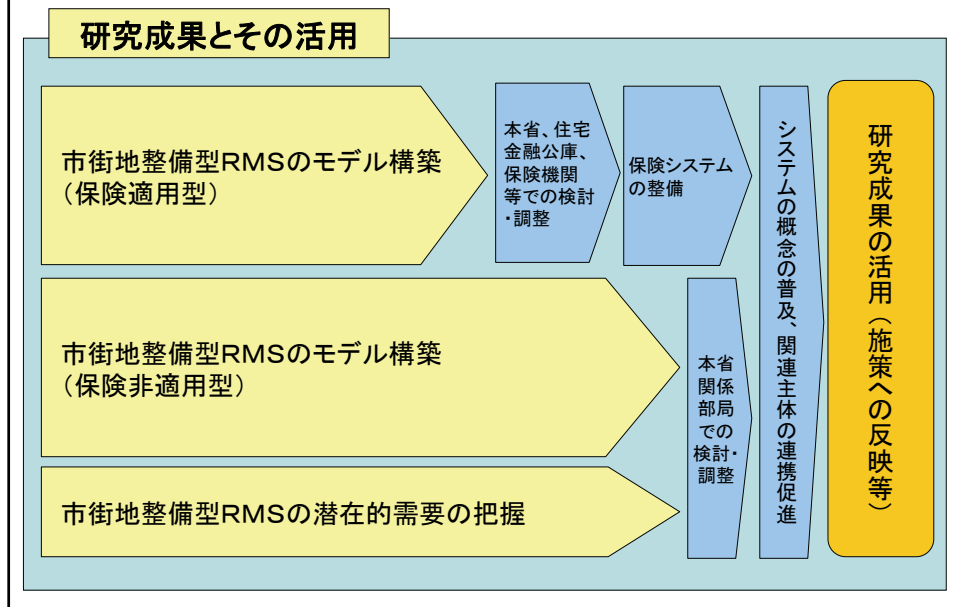 研究成果とその活用
市街地整備型RMSのモデル構築
(保険適用型)
本省、住宅
金融公庫、
保険機関
等での検討
・調整
保険システム
の整備
市街地整備型RMSのモデル構築
(保険非適用型)
市街地整備型RMSの潜在的需要の把握
本省
関係
部局
での
検討・
調整
システムの概念の普及、関連主体の連携促進
研究成果の活用(施策への反映等)